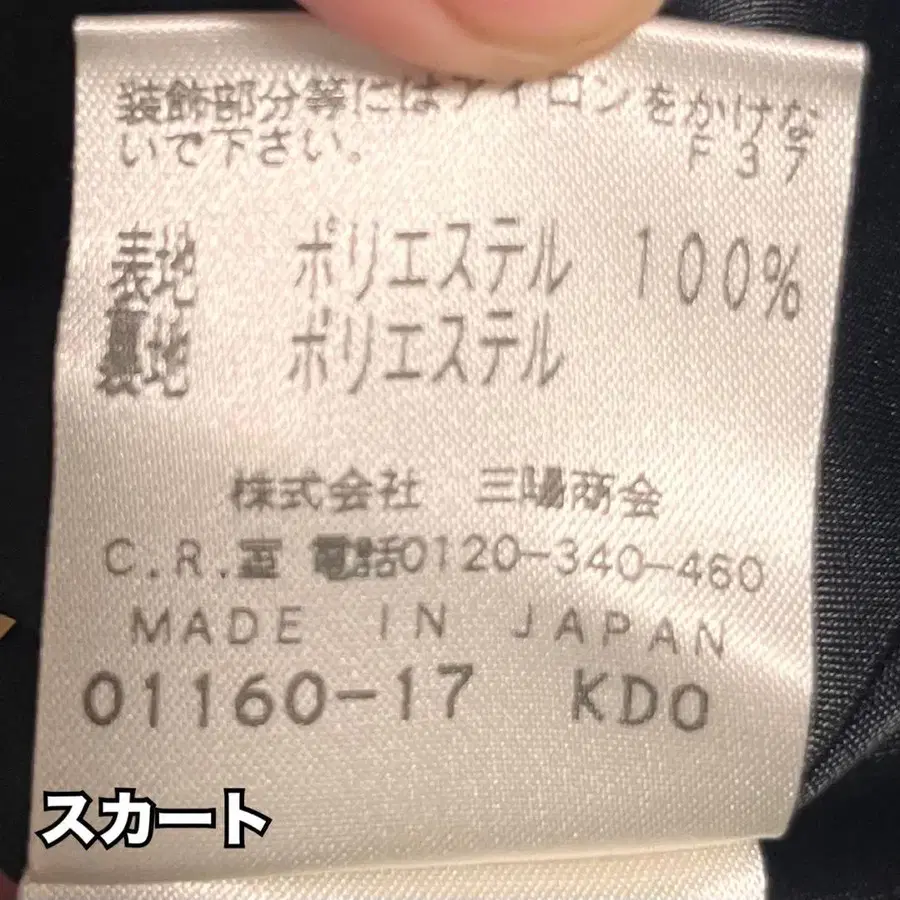 装飾部分等にはアイロンをかけな
いで下さい。 F37
表地 ポリエステル 100%
裏地 ポリエステル
株式会社 三陽商会
C.R.室 電話0120-340-460
MADE IN JAPAN
01160-17 KDO
スカート